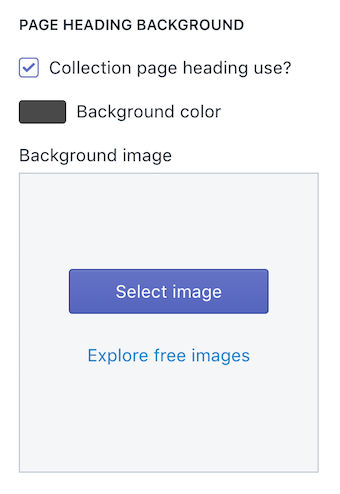 PAGE HEADING BACKGROUND
Collection page heading use?
Background color
Background image
Select image
Explore free images